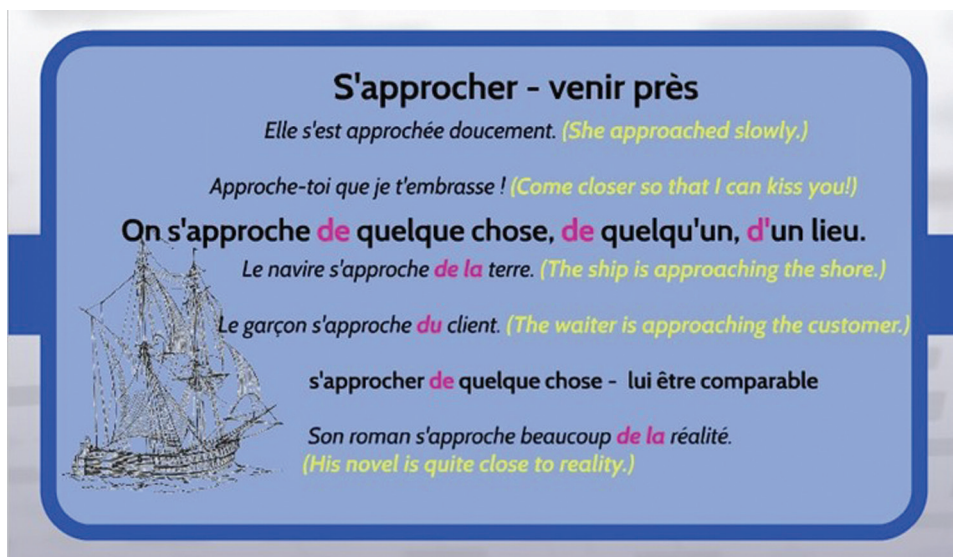 S'approcher - venir près
Elle s'est approchée doucement. (She approached slowly.)
Approche-toi que je t'embrasse ! (Come closer so that I can kiss you!)
On s'approche de quelque chose, de quelqu'un, d'un lieu.
Le navire s'approche de la terre. (The ship is approaching the shore.)
Le garçon s'approche du client. (The waiter is approaching the customer.)
s'approcher de quelque chose - lui être comparable
Son roman s'approche beaucoup de la réalité.
(His novel is quite close to reality.)